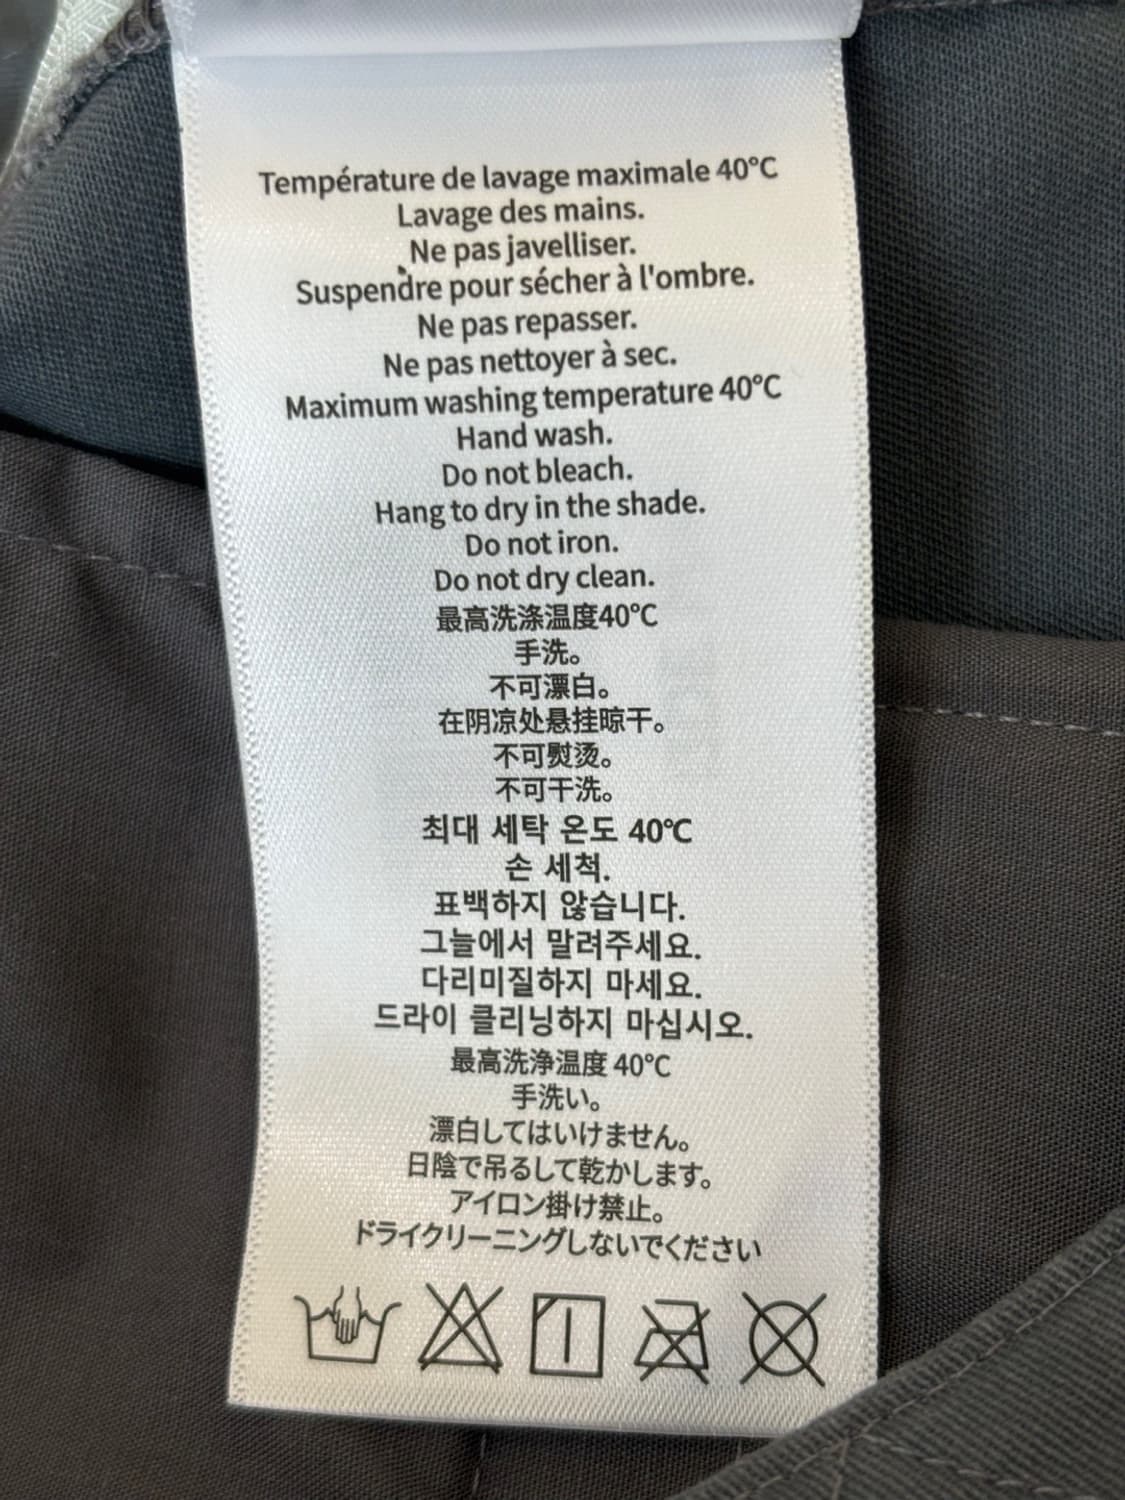 Température de lavage maximale 40°C
Lavage des mains.
Ne pas javelliser.
Suspendre pour sécher à l'ombre.
Ne pas repasser.
Ne pas nettoyer à sec.
Maximum washing temperature 40°C
Hand wash.
Do not bleach.
Hang to dry in the shade.
Do not iron.
Do not dry clean.
最高洗涤温度40°C
手洗。
不可漂白。
在阴凉处悬挂晾干。
不可熨烫。
不可干洗。
최대 세탁 온도 40℃
손 세척.
표백하지 않습니다.
그늘에서 말려주세요.
다리미질하지 마세요.
드라이 클리닝하지 마십시오.
最高洗浄温度 40°C
手洗い。
漂白してはいけません。
日陰で吊るして乾かします。
アイロン掛け禁止。
ドライクリーニングしないでください